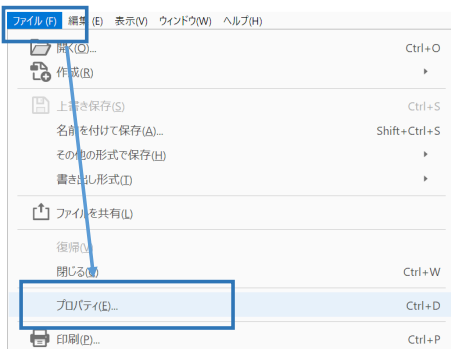 ファイル (F) 編集 (E) 表示(V) ウィンドウ(W) ヘルプ(H)
開く(O)... Ctrl+O
作成(R)
上書き保存(S) Ctrl+S
名前を付けて保存(A)... Shift+Ctrl+S
その他の形式で保存(H)
書き出し形式(T)
ファイルを共有(L)
復帰(V)
閉じる(C) Ctrl+W
プロパティ(E)... Ctrl+D
印刷(P)... Ctrl+P